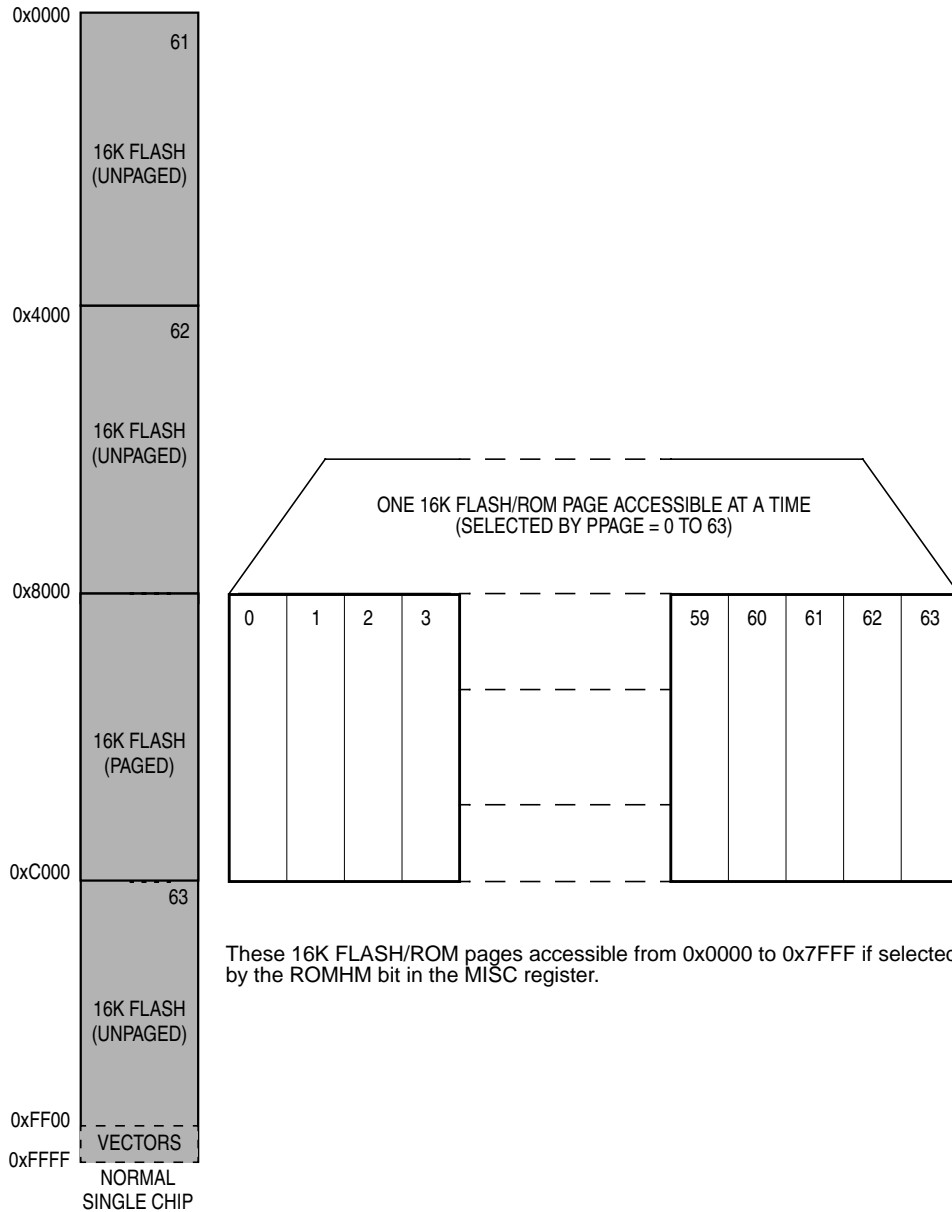 0x0000
61
16K FLASH
(UNPAGED)
0x4000
62
16K FLASH
(UNPAGED)
ONE 16K FLASH/ROM PAGE ACCESSIBLE AT A TIME
(SELECTED BY PPAGE = 0 TO 63)
0x8000
0 1 2 3 59 60 61 62 63
16K FLASH
(PAGED)
0xC000
63
These 16K FLASH/ROM pages accessible from 0x0000 to 0x7FFF if selected
by the ROMHM bit in the MISC register.
16K FLASH
(UNPAGED)
0xFF00
VECTORS
0xFFFF
NORMAL
SINGLE CHIP